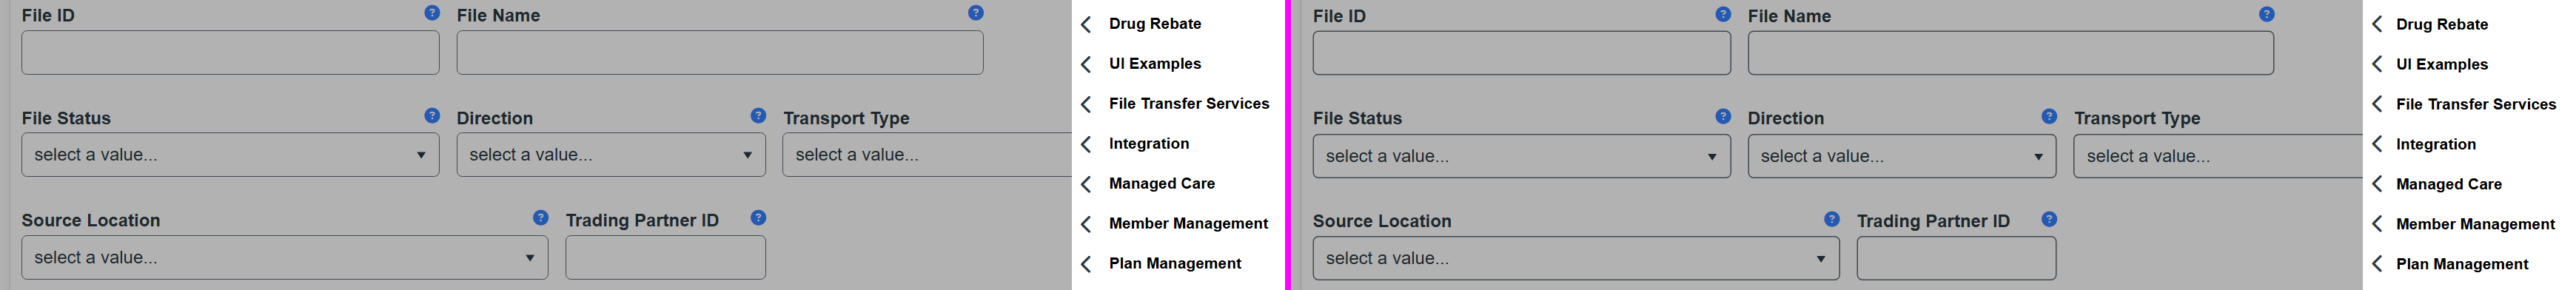 File ID ? File Name ?
File Status ? Direction ? Transport Type
select a value... select a value... select a value...
Source Location ? Trading Partner ID ?
select a value...
Drug Rebate
UI Examples
File Transfer Services
Integration
Managed Care
Member Management
Plan Management
File ID ? File Name ?
File Status ? Direction ? Transport Type
select a value... select a value... select a value...
Source Location ? Trading Partner ID ?
select a value...
Drug Rebate
UI Examples
File Transfer Services
Integration
Managed Care
Member Management
Plan Management